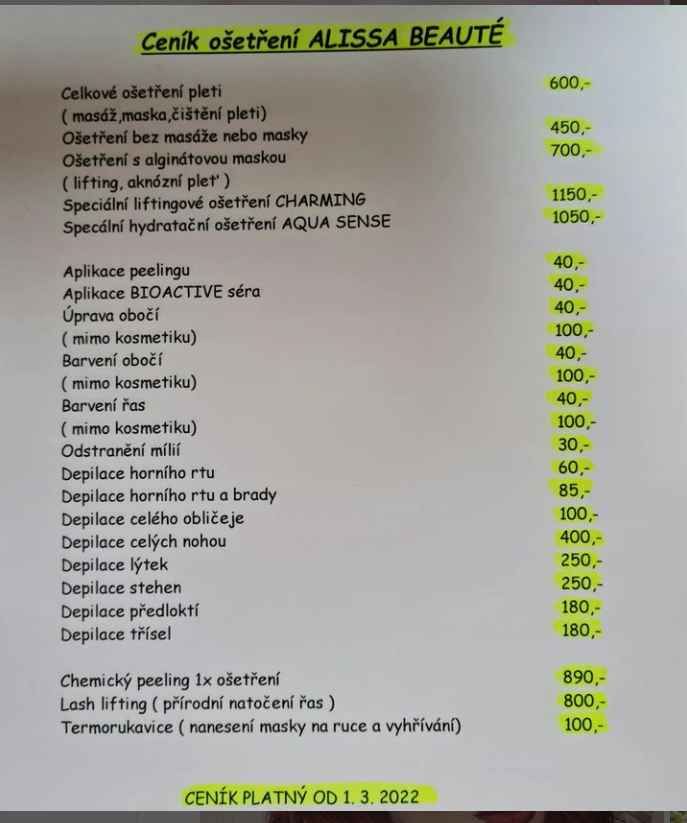 Ceník ošetření ALISSA BEAUTÉ
Celkové ošetření pleti 600,-
( masáž,maska,čištění pleti)
Ošetření bez masáže nebo masky 450,-
Ošetření s alginátovou maskou 700,-
( lifting, aknózní plet' )
Speciální liftingové ošetření CHARMING 1150,-
Specální hydratační ošetření AQUA SENSE 1050,-
Aplikace peelingu 40,-
Aplikace BIOACTIVE séra 40,-
Úprava obočí 40,-
( mimo kosmetiku) 100,-
Barvení obočí 40,-
( mimo kosmetiku) 100,-
Barvení řas 40,-
( mimo kosmetiku) 100,-
Odstranění mílií 30,-
Depilace horního rtu 60,-
Depilace horního rtu a brady 85,-
Depilace celého obličeje 100,-
Depilace celých nohou 400,-
Depilace lýtek 250,-
Depilace stehen 250,-
Depilace předloktí 180,-
Depilace třísel 180,-
Chemický peeling 1x ošetření 890,-
Lash lifting ( přírodní natočení řas ) 800,-
Termorukavice ( nanesení masky na ruce a vyhřívání) 100,-
CENÍK PLATNÝ OD 1. 3. 2022